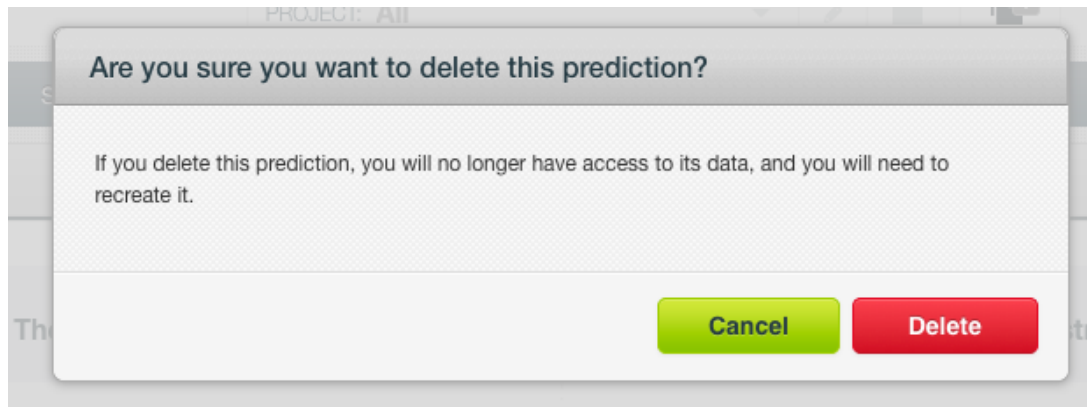 PROJECT: All
Are you sure you want to delete this prediction?
If you delete this prediction, you will no longer have access to its data, and you will need to
recreate it.
Cancel
Delete